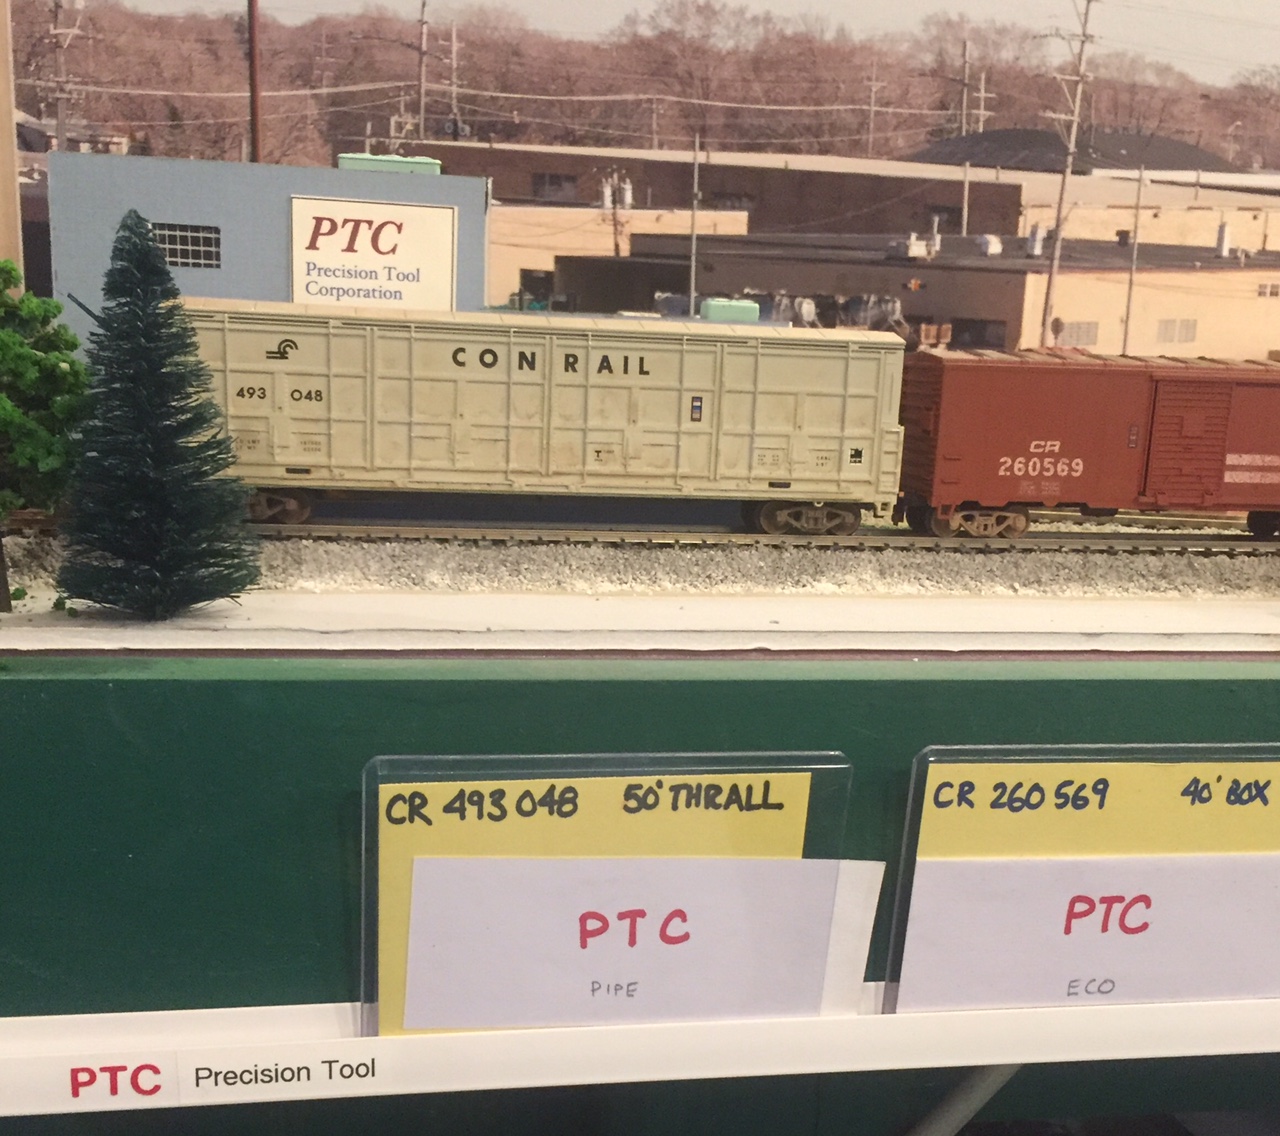 PTC
Precision Tool
Corporation
CONRAIL
493 048
CR
260569
CR 493 048 50' THRALL
PTC
PIPE
CR 260 569 40' BOX
PTC
ECO
PTC Precision Tool